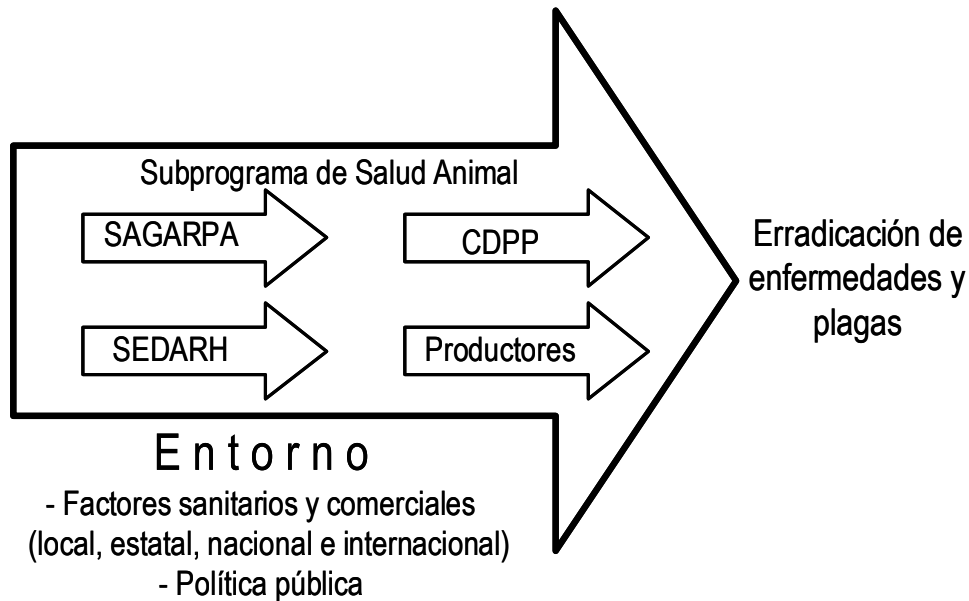 Subprograma de Salud Animal
SAGARPA
CDPP
SEDARH
Productores
Erradicación de
enfermedades y
plagas
Entorno
- Factores sanitarios y comerciales
(local, estatal, nacional e internacional)
- Política pública